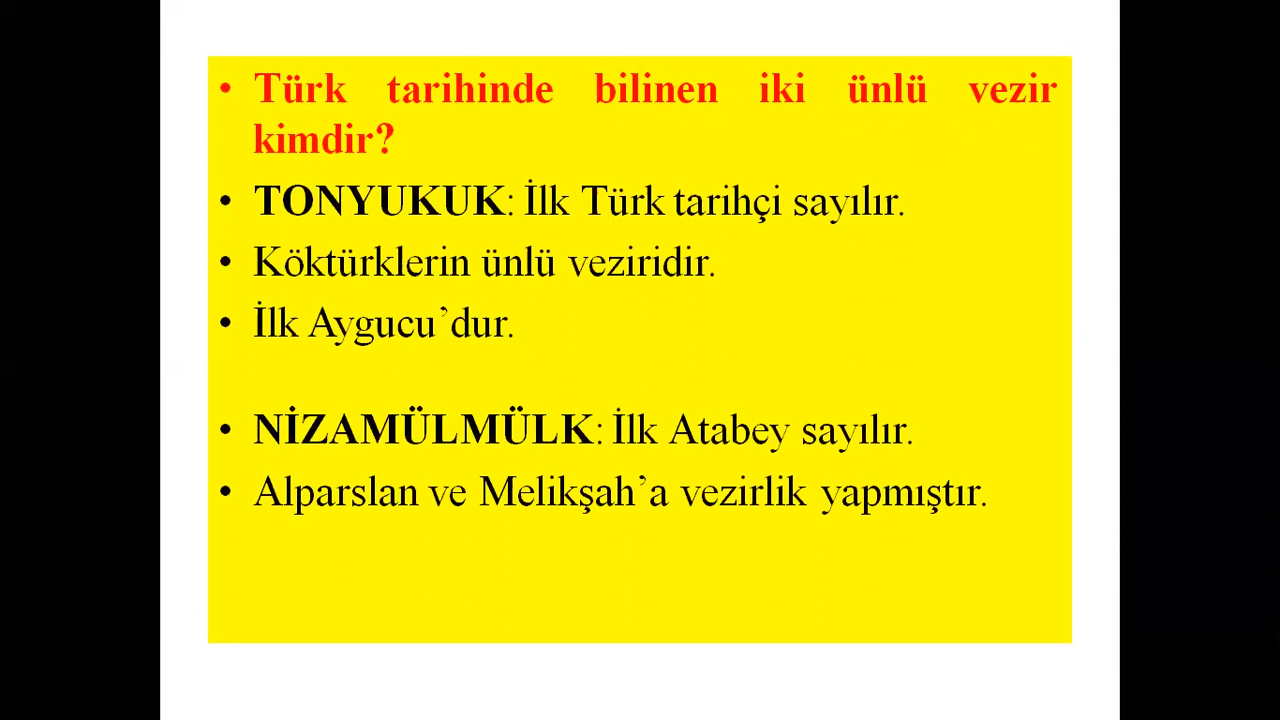 • Türk tarihinde bilinen iki ünlü vezir
kimdir?
• TONYUKUK: İlk Türk tarihçi sayılır.
• Köktürklerin ünlü veziridir.
• İlk Aygucu’dur.
• NİZAMÜLMÜLK: İlk Atabey sayılır.
• Alparslan ve Melikşah’a vezirlik yapmıştır.